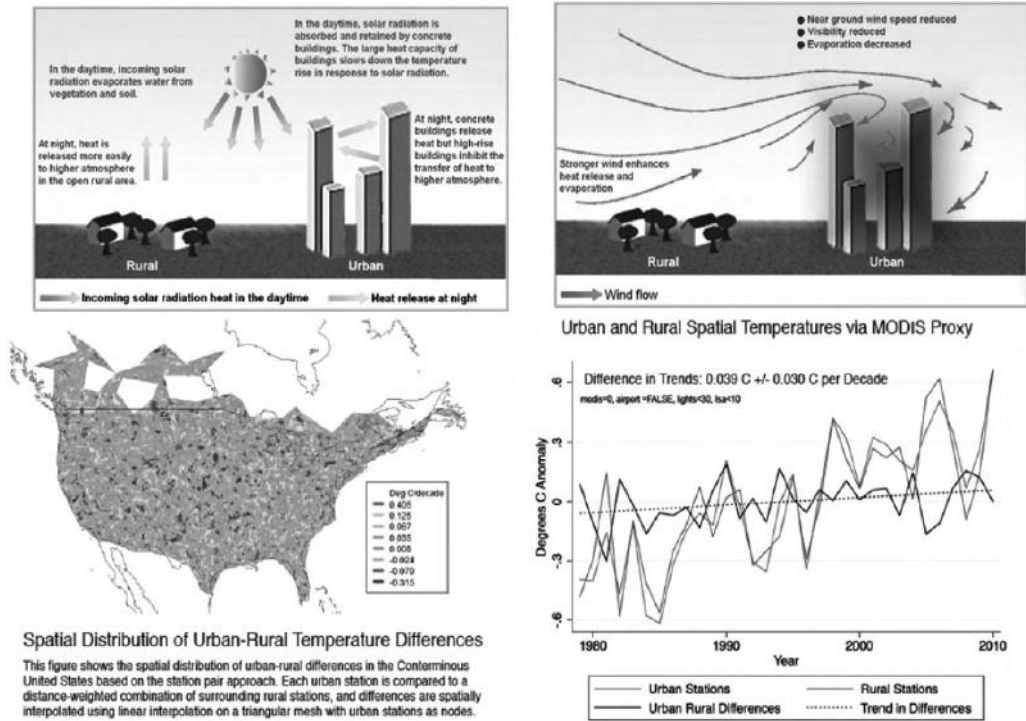 In the daytime, solar radiation is
absorbed and retained by concrete
buildings. The large heat capacity of
buildings slows down the temperature
rise in response to solar radiation.
In the daytime, incoming solar
radiation evaporates water from
vegetation and soil.
At night, heat is
released more easily
to higher atmosphere
in the open rural area.
At night, concrete
buildings release
heat but high-rise
buildings inhibit the
transfer of heat to
higher atmosphere.
Rural
Urban
Incoming solar radiation heat in the daytime
Heat release at night
Near ground wind speed reduced
Visibility reduced
Evaporation decreased
Stronger wind enhances
heat release and
evaporation
Rural
Urban
Wind flow
Deg C/decade
0.405
0.125
0.067
0.035
0.008
-0.024
-0.079
-0.315
Spatial Distribution of Urban-Rural Temperature Differences
This figure shows the spatial distribution of urban-rural differences in the Conterminous
United States based on the station pair approach. Each urban station is compared to a
distance-weighted combination of surrounding rural stations, and differences are spatially
interpolated using linear interpolation on a triangular mesh with urban stations as nodes.
Urban and Rural Spatial Temperatures via MODIS Proxy
Difference in Trends: 0.039 C +/- 0.030 C per Decade
modis=0, airport =FALSE, lights<30, isa<10
Degrees C Anomaly
.6
.3
0
-.3
-.6
1980
1990
2000
2010
Year
Urban Stations
Rural Stations
Urban Rural Differences
Trend in Differences